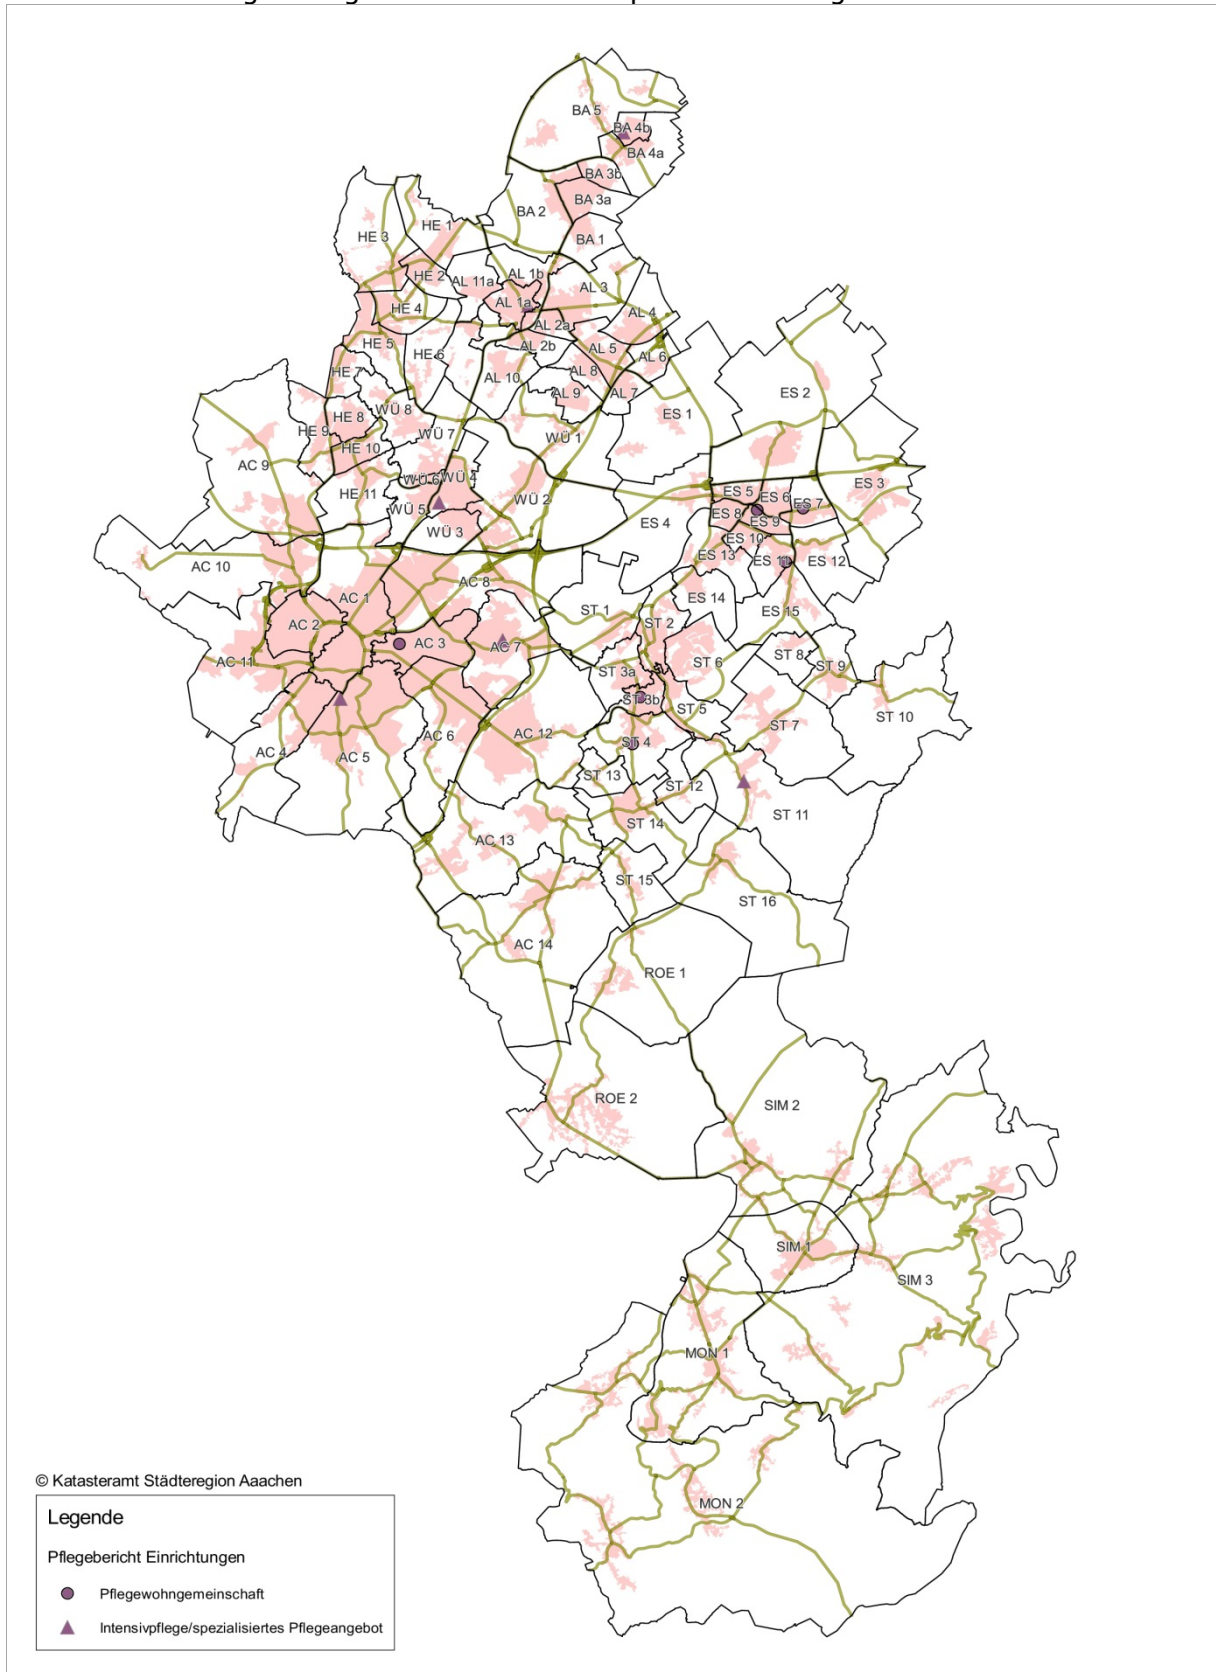 BA 5
BA 4b
BA 4a
BA 3b
BA 3a
BA 2
BA 1
HE 3
HE 1
HE 2
AL 11a
AL 1b
AL 3
AL 1a
HE 4
AL 4
AL 2a
HE 5
HE 6
AL 2b
AL 5
AL 6
HE 7
AL 10
AL 8
AL 9
AL 7
ES 2
HE 8
WÜ 8
ES 1
HE 9
WÜ 7
WÜ 1
HE 10
AC 9
WÜ 6
WÜ 4
HE 11
WÜ 5
WÜ 2
ES 5
ES 6
ES 7
ES 3
WÜ 3
ES 4
ES 8
ES 9
ES 10
ES 13
ES 11b
ES 12
AC 10
AC 8
AC 1
ST 1
ES 14
ES 15
AC 2
AC 3
AC 7
ST 2
AC 11
ST 3a
ST 6
ST 8
ST 9
ST 3b
ST 5
ST 10
AC 4
AC 5
AC 6
AC 12
ST 4
ST 7
ST 13
ST 12
ST 11
AC 13
ST 14
ST 15
ST 16
AC 14
ROE 1
ROE 2
SIM 2
SIM 1
SIM 3
MON 1
MON 2
© Katasteramt Städteregion Aaachen
Legende
Pflegebericht Einrichtungen
Pflegewohngemeinschaft
Intensivpflege/spezialisiertes Pflegeangebot